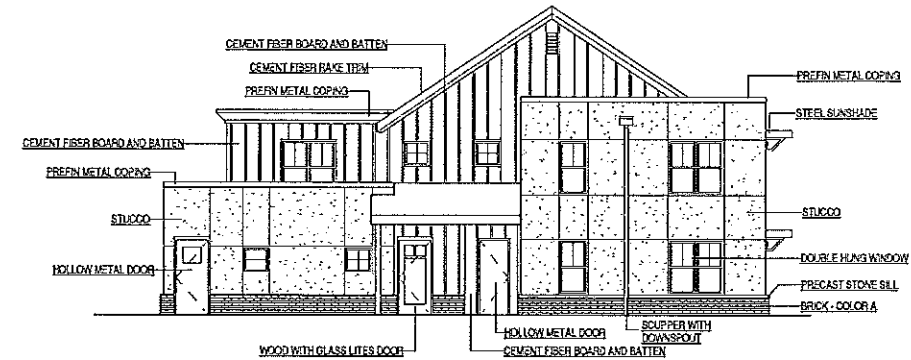 CEMENT FIBER BOARD AND BATTEN
CEMENT FIBER RAKE TRIM
PREFIN METAL COPING
PREFIN METAL COPING
STEEL SUNSHADE
CEMENT FIBER BOARD AND BATTEN
PREFIN METAL COPING
STUCCO
STUCCO
HOLLOW METAL DOOR
DOUBLE HUNG WINDOW
PRECAST STONE SILL
BRICK - COLOR A
HOLLOW METAL DOOR
SCUPPER WITH
DOWNSPOUT
WOOD WITH GLASS LITES DOOR
CEMENT FIBER BOARD AND BATTEN